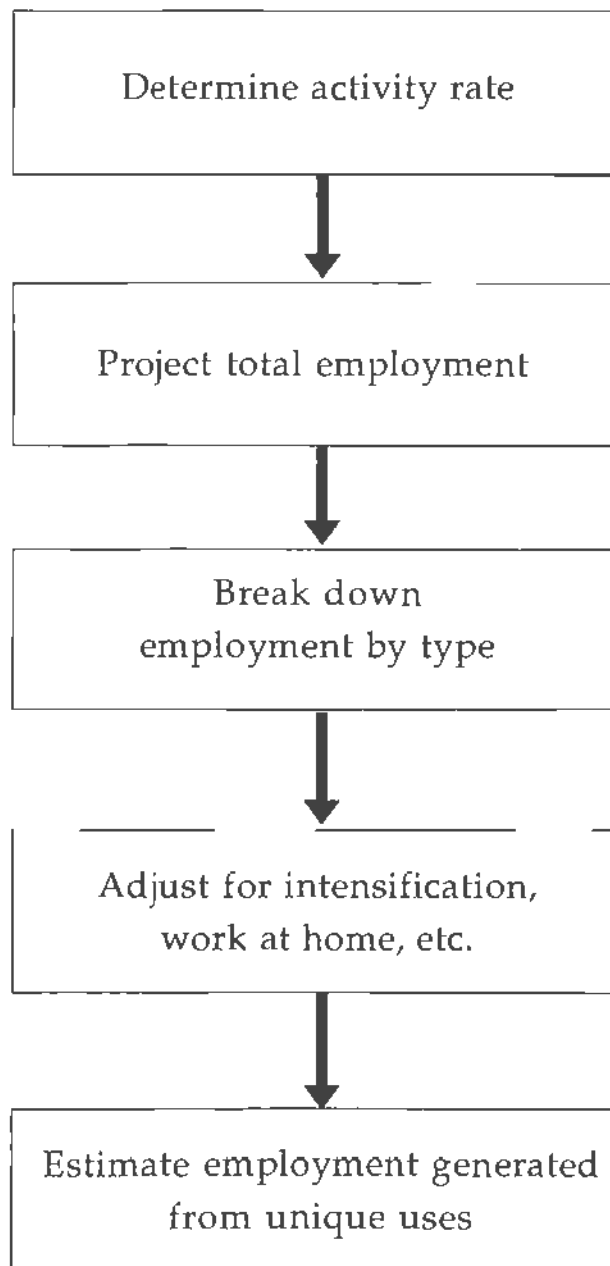 Determine activity rate
Project total employment
Break down
employment by type
Adjust for intensification,
work at home, etc.
Estimate employment generated
from unique uses